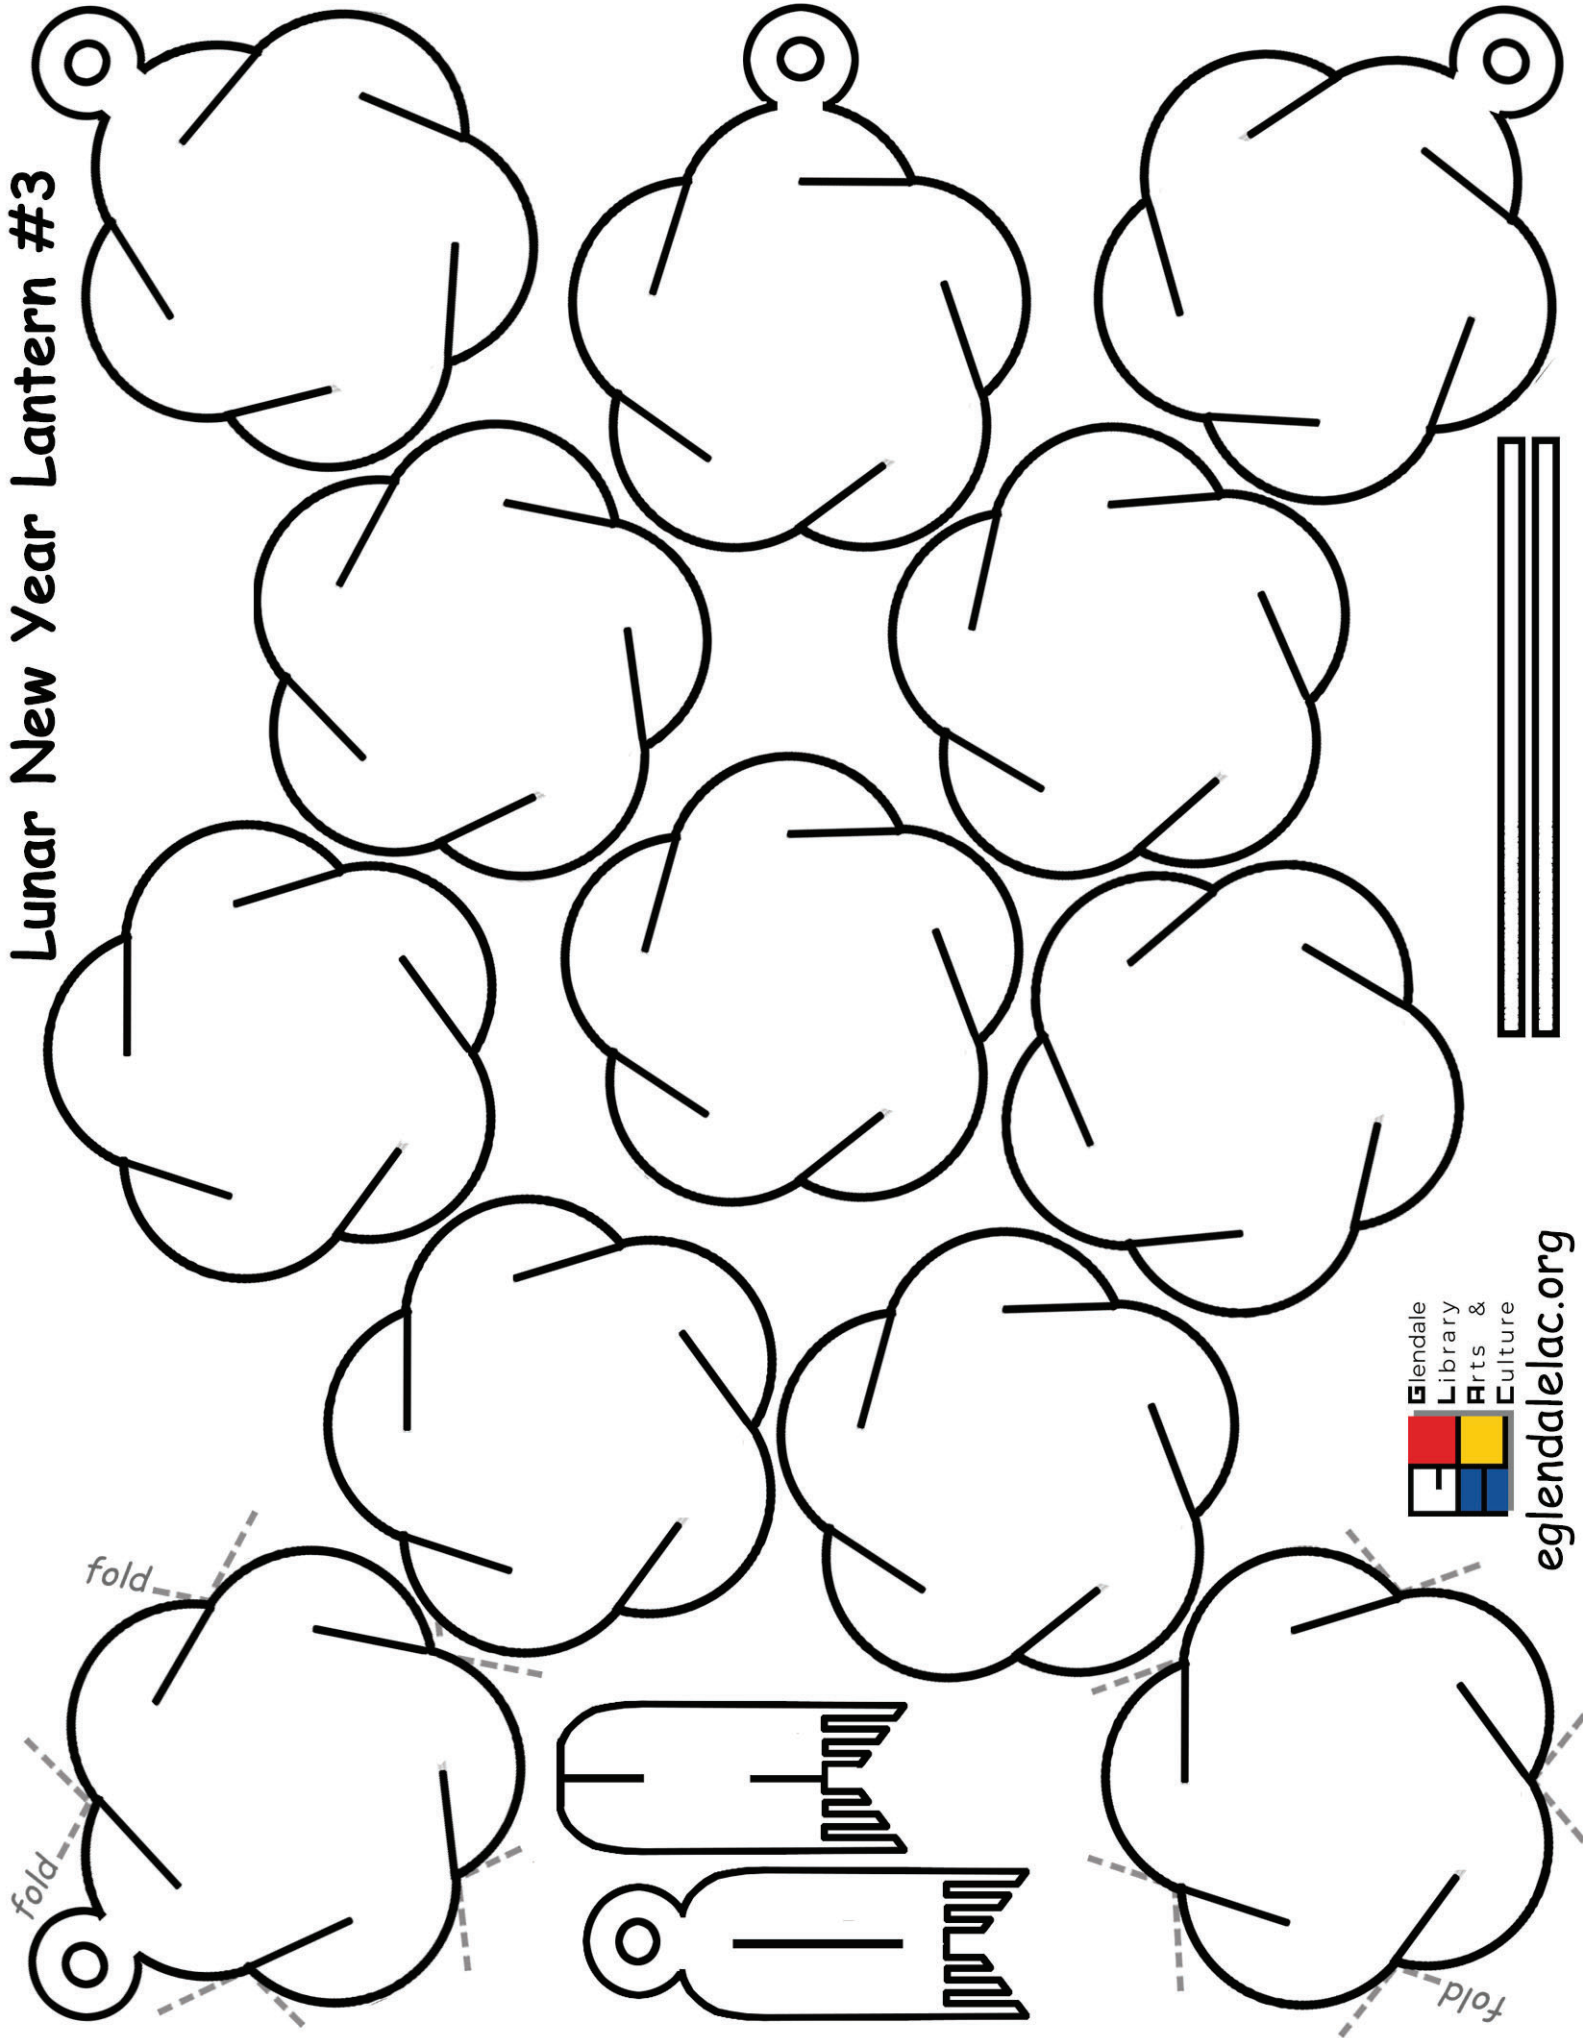 Lunar New Year Lantern #3
fold
fold
fold
Glendale
Library
Arts &
Culture
eglendalelac.org